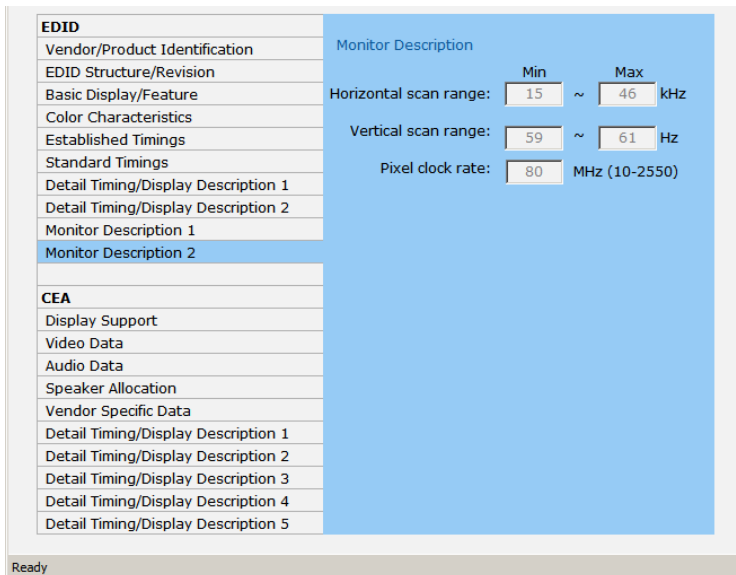 EDID
Vendor/Product Identification
EDID Structure/Revision
Basic Display/Feature
Color Characteristics
Established Timings
Standard Timings
Detail Timing/Display Description 1
Detail Timing/Display Description 2
Monitor Description 1
Monitor Description 2
CEA
Display Support
Video Data
Audio Data
Speaker Allocation
Vendor Specific Data
Detail Timing/Display Description 1
Detail Timing/Display Description 2
Detail Timing/Display Description 3
Detail Timing/Display Description 4
Detail Timing/Display Description 5
Monitor Description
Min Max
Horizontal scan range: 15 ~ 46 kHz
Vertical scan range: 59 ~ 61 Hz
Pixel clock rate: 80 MHz (10-2550)
Ready